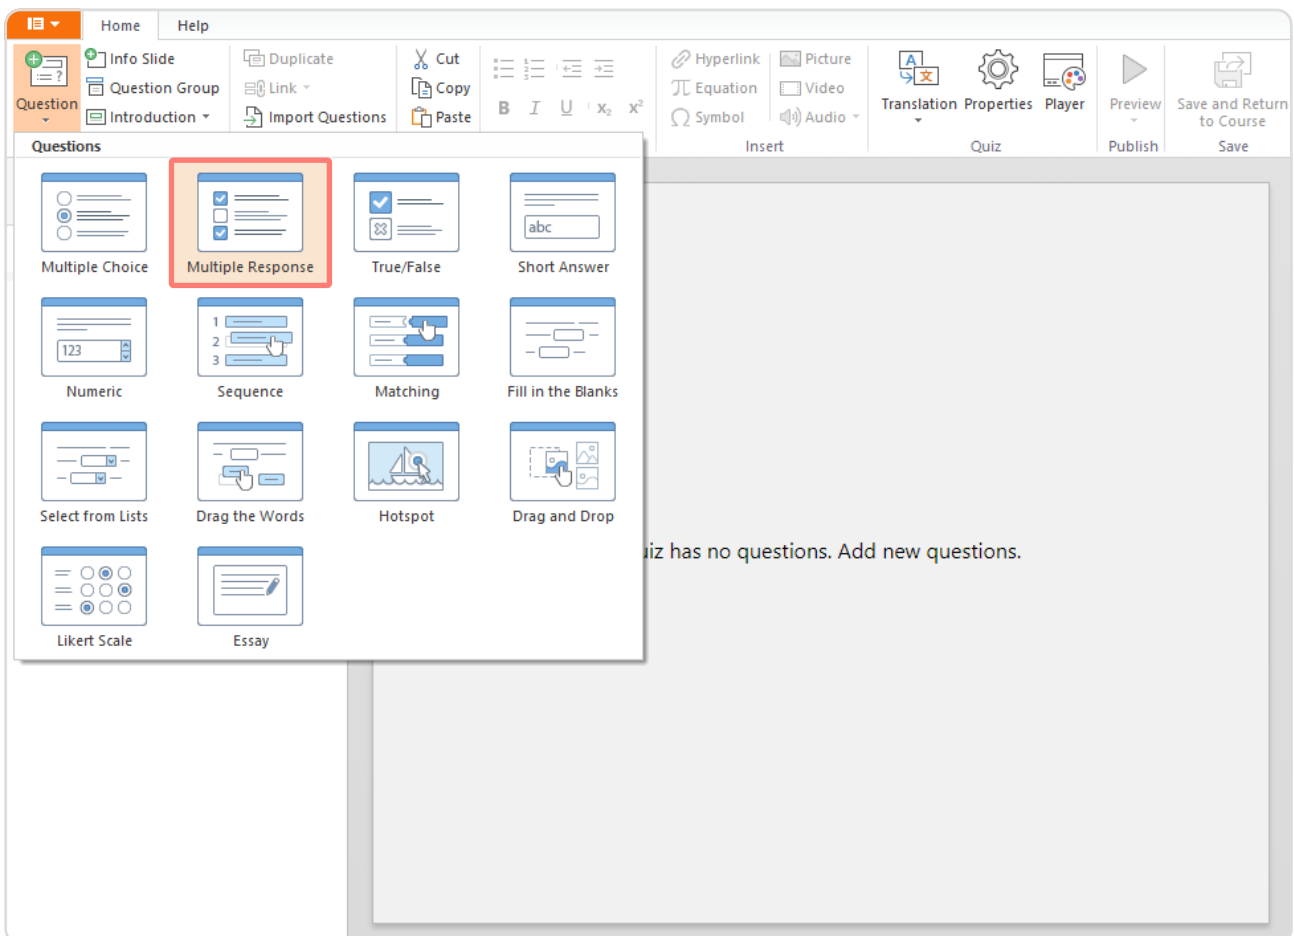 Home Help
Info Slide Duplicate Cut Hyperlink Picture
Question Group Link Copy Equation Video
Question Introduction Import Questions Paste B I U X₂ X² Symbol Audio
Translation Properties Player Preview Save and Return to Course
Insert Quiz Publish Save
Questions
Multiple Choice Multiple Response True/False Short Answer
abc
123
1
2
3
Numeric Sequence Matching Fill in the Blanks
Select from Lists Drag the Words Hotspot Drag and Drop
Likert Scale Essay
has no questions. Add new questions.
A
文